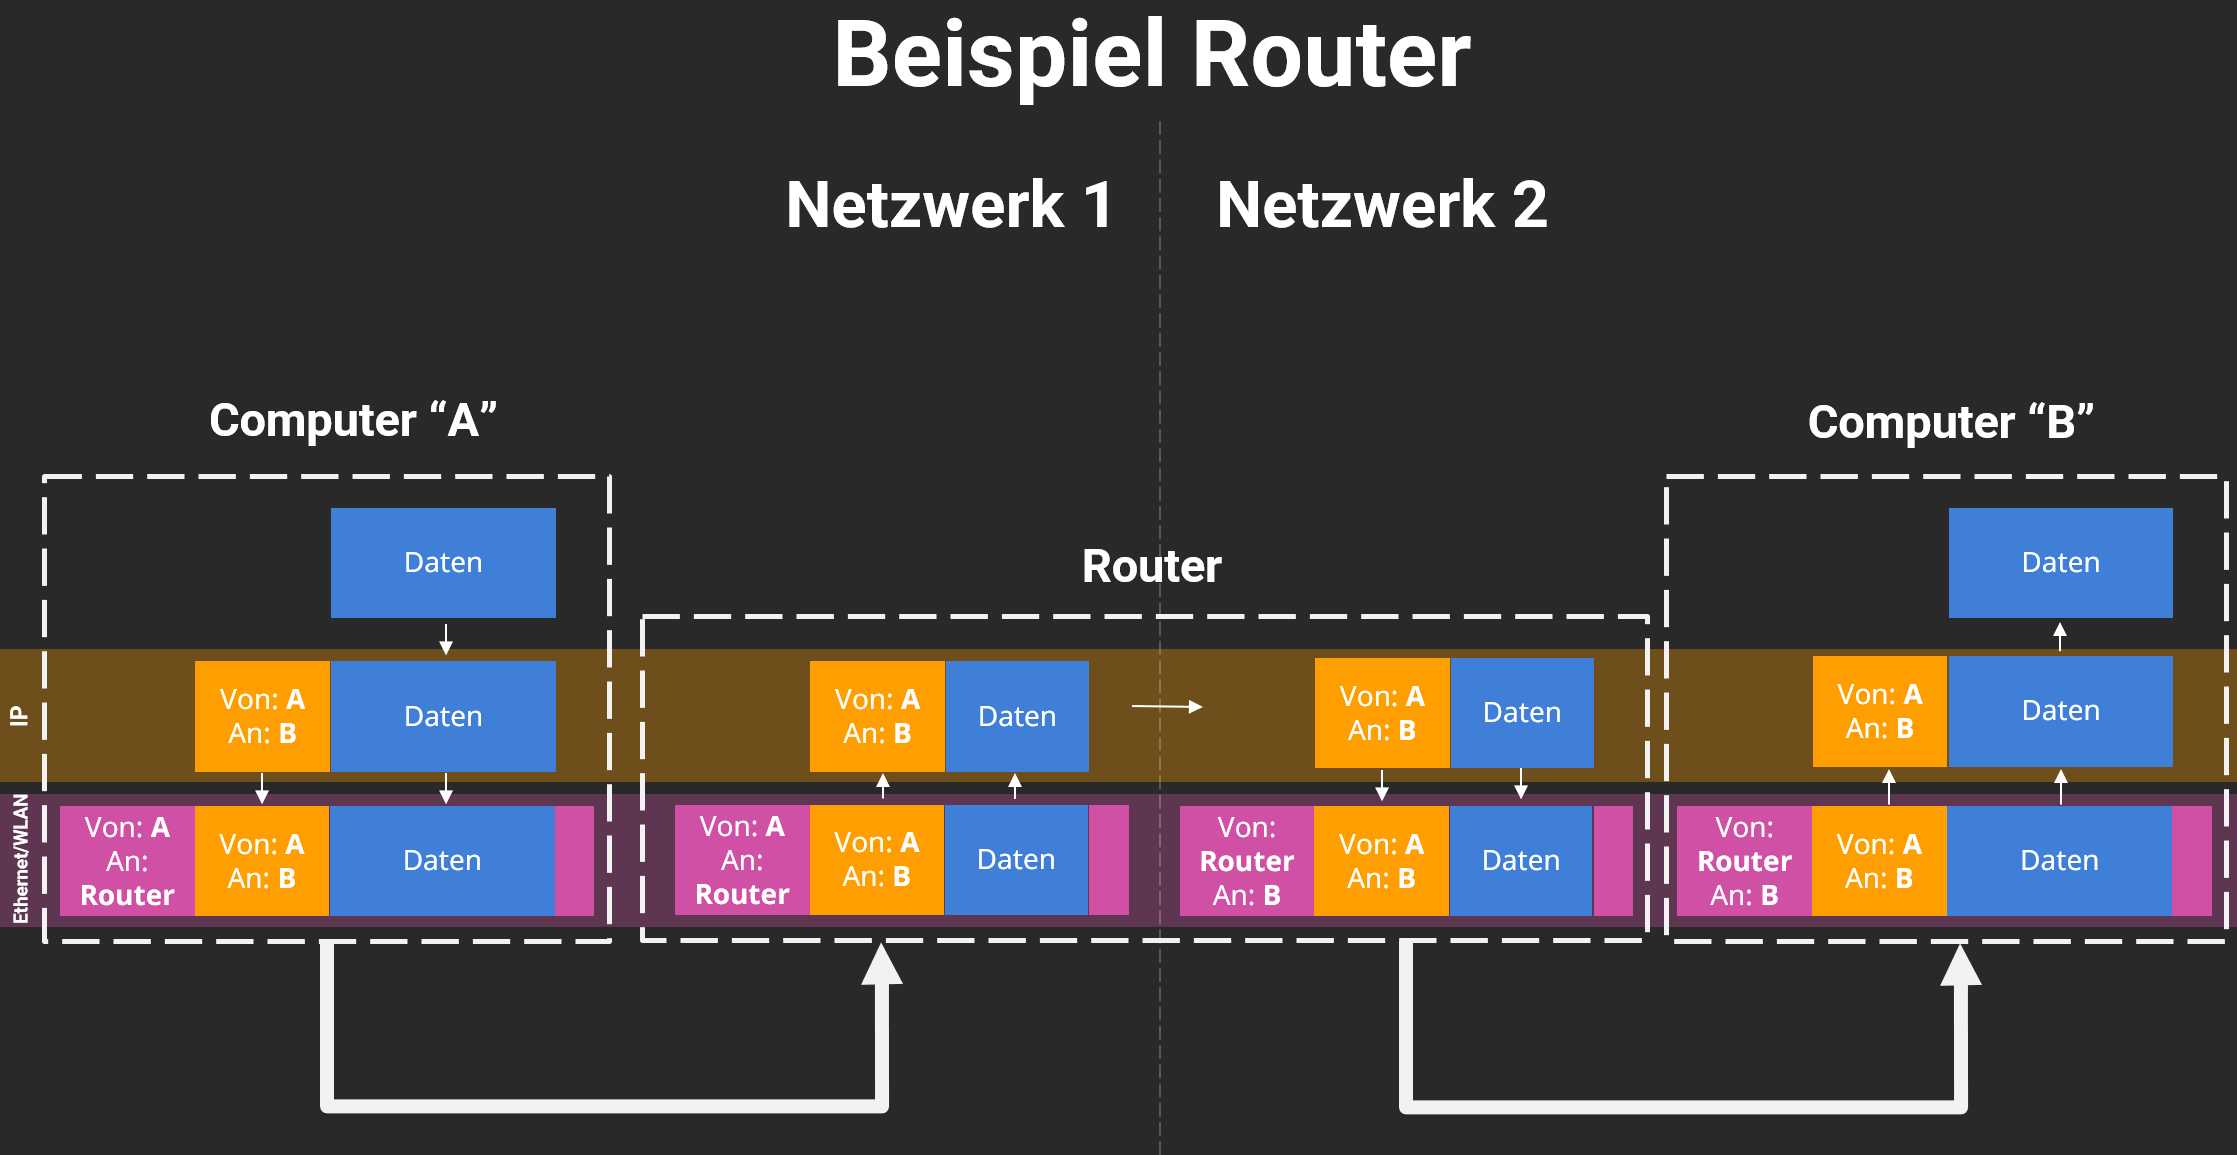 Beispiel Router
Netzwerk 1
Netzwerk 2
Computer “A”
Daten
IP
Von: A
An: B
Daten
Ethernet/WLAN
Von: A
An:
Router
Von: A
An: B
Daten
Router
Von: A
An: B
Daten
Von: A
An: B
Daten
Von: A
An:
Router
Von: A
An: B
Daten
Von:
Router
An: B
Von: A
An: B
Daten
Computer “B”
Daten
Von: A
An: B
Daten
Von:
Router
An: B
Von: A
An: B
Daten